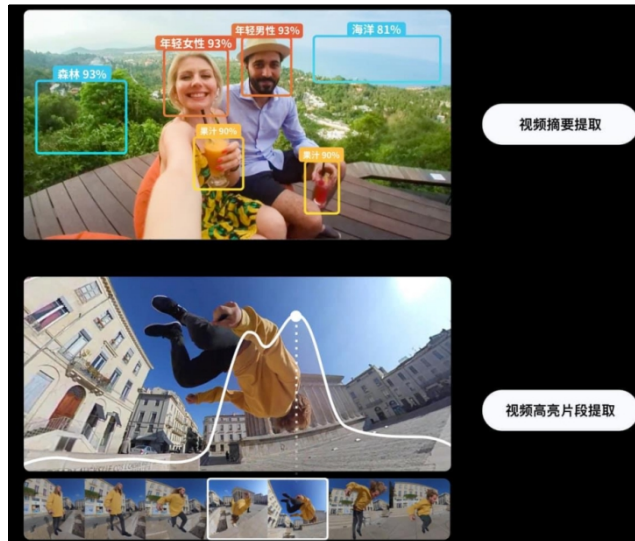 年轻女性 93%
年轻男性 93%
海洋 81%
森林 93%
果汁 90%
果汁 90%
视频摘要提取
视频高亮片段提取